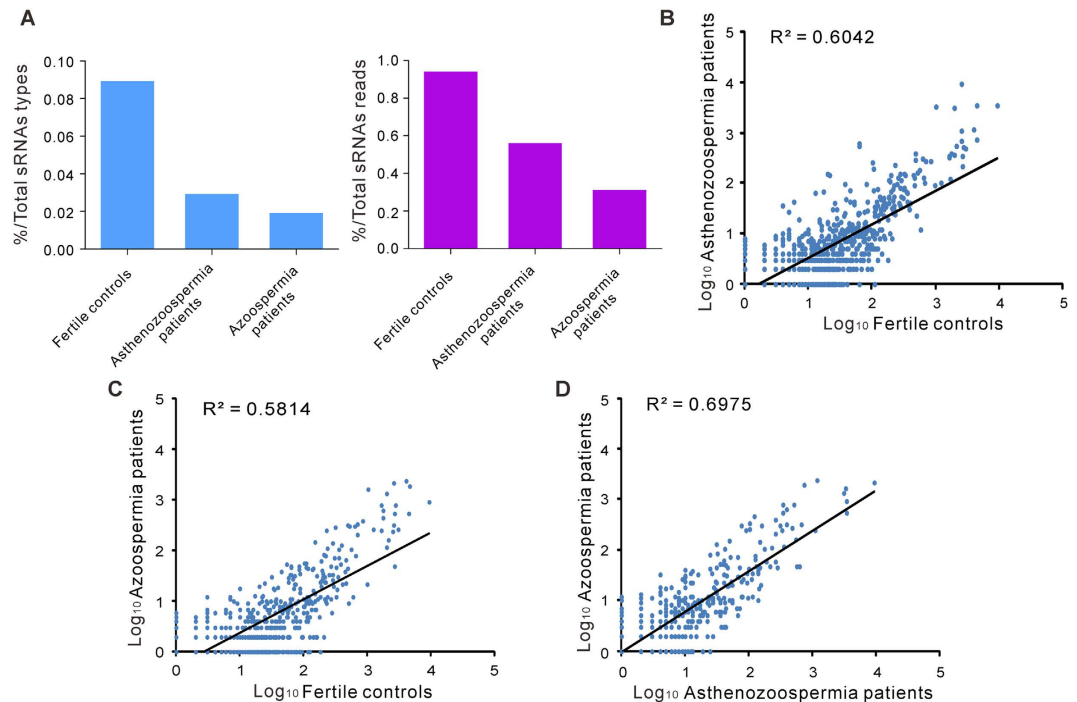 A
%/Total sRNAs types
0.10
0.08
0.06
0.04
0.02
0.00
Fertile controls
Asthenozoospermia
patients
Azoospermia
patients
%/Total sRNAs reads
1.0
0.8
0.6
0.4
0.2
0.0
Fertile controls
Asthenozoospermia
patients
Azoospermia
patients
B
R² = 0.6042
Log₁₀ Asthenozoospermia patients
5
4
3
2
1
0
0 1 2 3 4 5
Log₁₀ Fertile controls
C
R² = 0.5814
Log₁₀ Azoospermia patients
5
4
3
2
1
0
0 1 2 3 4 5
Log₁₀ Fertile controls
D
R² = 0.6975
Log₁₀ Azoospermia patients
5
4
3
2
1
0
0 1 2 3 4 5
Log₁₀ Asthenozoospermia patients